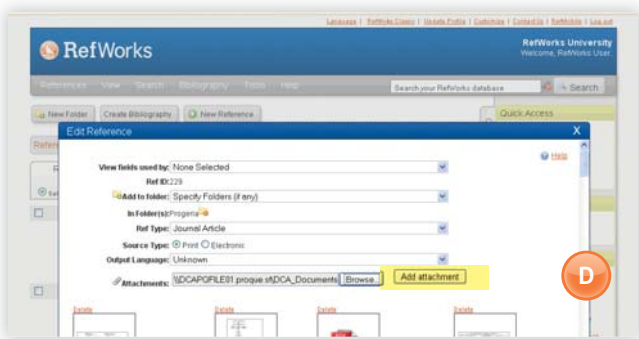 Language | RefWorks Classic | Update Profile | Customize | Contact Us | RefMobile | Log out
RefWorks
RefWorks University
Welcome, RefWorks User.
References View Search Bibliography Tools Help
Search your RefWorks database
Search
New Folder
Create Bibliography
New Reference
Quick Access
Edit Reference
X
Help
View fields used by: None Selected
Ref ID: 229
Add to folder: Specify Folders (if any)
In Folder(s): Progeria
Ref Type: Journal Article
Source Type: Print Electronic
Output Language: Unknown
Attachments: \\DCAPQFILE01.proque.st\DCA_Documents Browse... Add attachment
D
Delete Delete Delete Delete